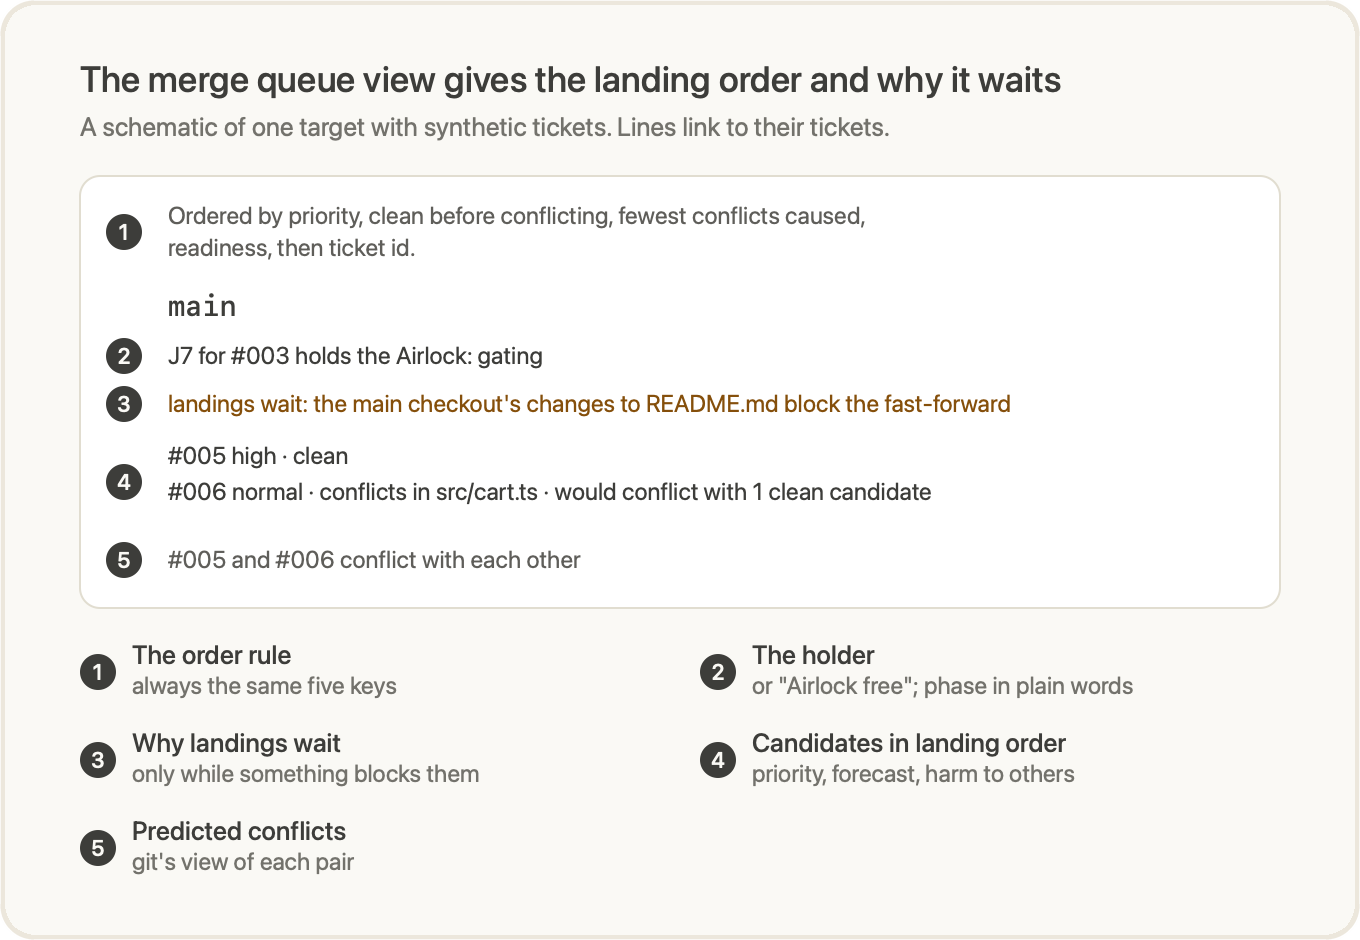 The merge queue view gives the landing order and why it waits
A schematic of one target with synthetic tickets. Lines link to their tickets.
1
Ordered by priority, clean before conflicting, fewest conflicts caused,
readiness, then ticket id.
main
2 J7 for #003 holds the Airlock: gating
3 landings wait: the main checkout's changes to README.md block the fast-forward
4
#005 high · clean
#006 normal · conflicts in src/cart.ts · would conflict with 1 clean candidate
5 #005 and #006 conflict with each other
1 The order rule
always the same five keys
2 The holder
or "Airlock free"; phase in plain words
3 Why landings wait
only while something blocks them
4 Candidates in landing order
priority, forecast, harm to others
5 Predicted conflicts
git's view of each pair